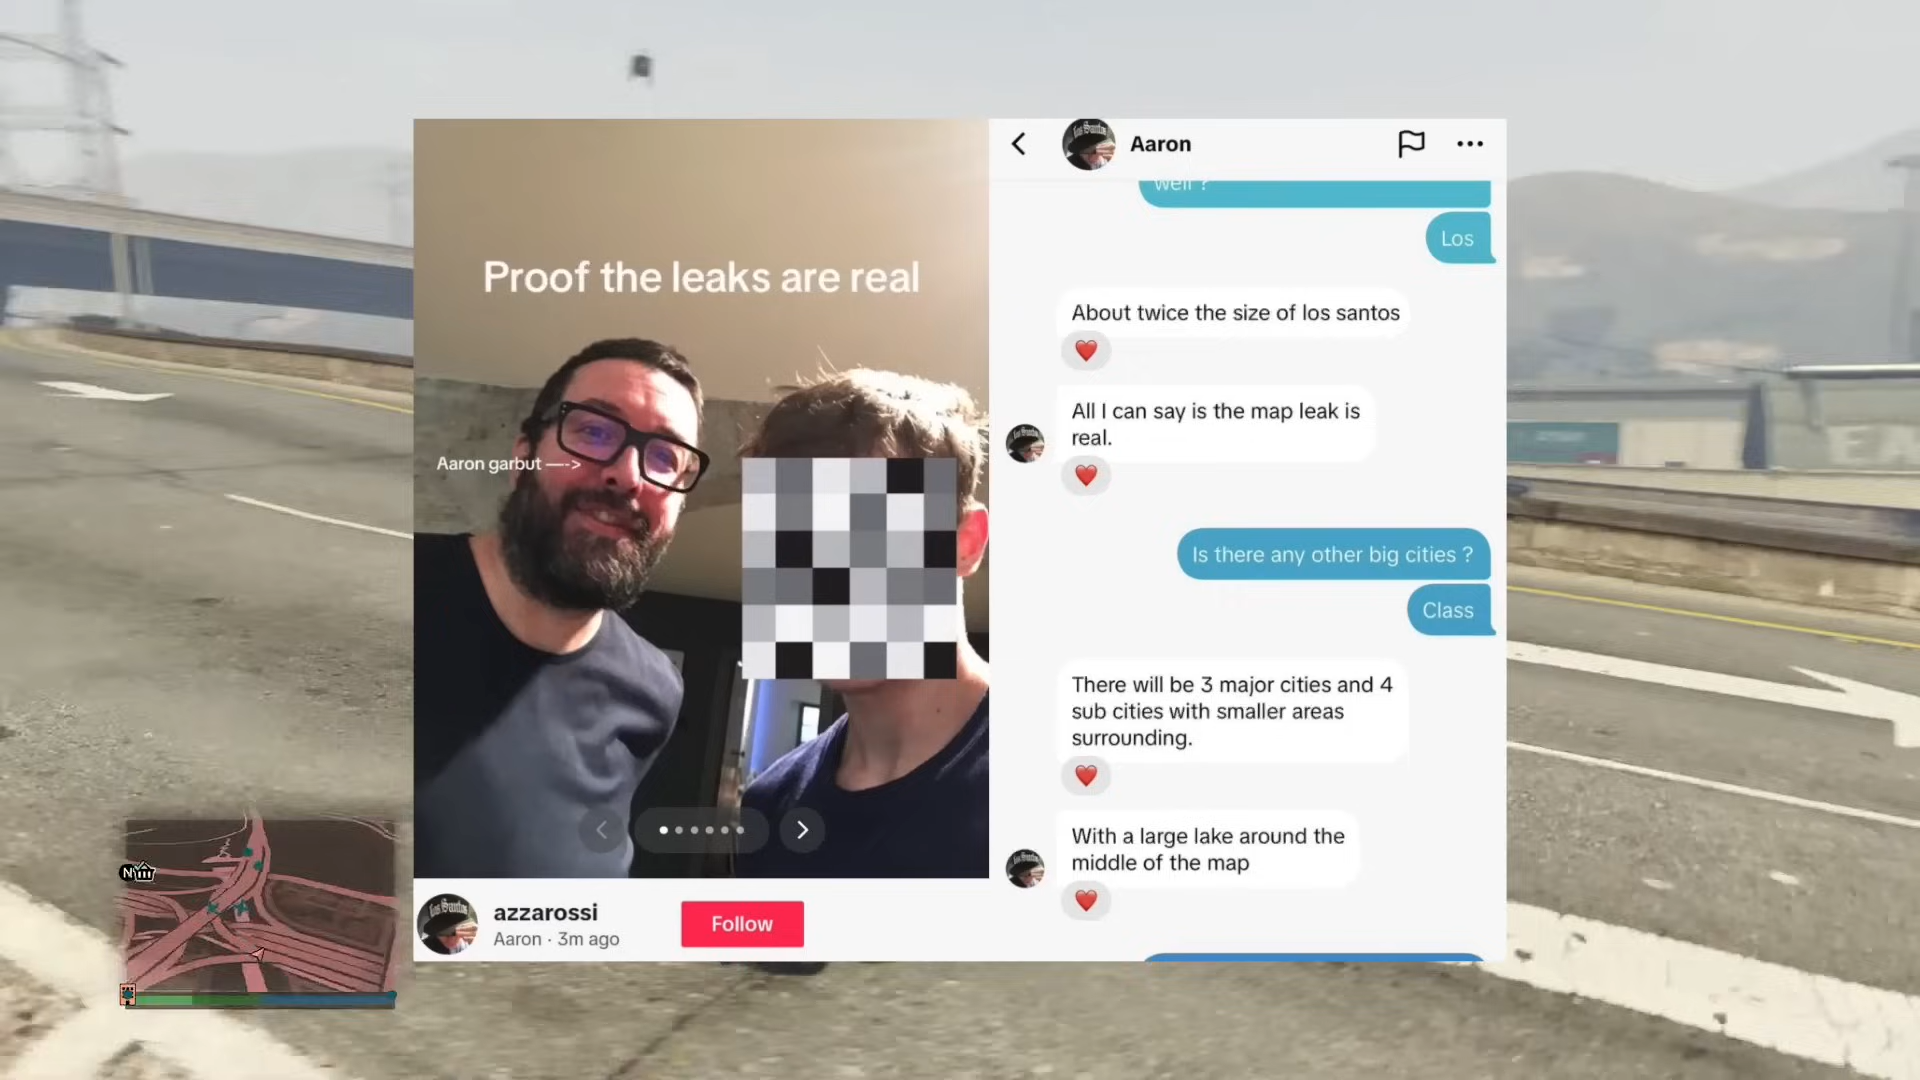 Proof the leaks are real
Aaron garbut —->
azzarossi
Aaron · 3m ago
Follow
Aaron
well ?
Los
About twice the size of los santos
All I can say is the map leak is
real.
Is there any other big cities ?
Class
There will be 3 major cities and 4
sub cities with smaller areas
surrounding.
With a large lake around the
middle of the map
N